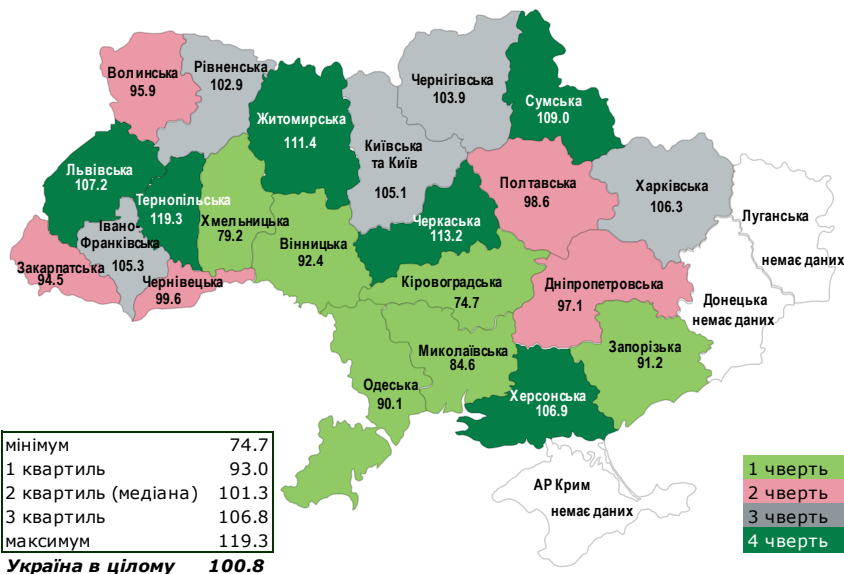 Волинська
95.9
Рівненська
102.9
Житомирська
111.4
Київська
та Київ
105.1
Чернігівська
103.9
Сумська
109.0
Львівська
107.2
Тернопільська
119.3
Хмельницька
79.2
Вінницька
92.4
Івано-
Франківська
105.3
Закарпатська
94.5
Чернівецька
99.6
Черкаська
113.2
Полтавська
98.6
Харківська
106.3
Луганська
немає даних
Донецька
немає даних
Кіровоградська
74.7
Дніпропетровська
97.1
Запорізька
91.2
Миколаївська
84.6
Одеська
90.1
Херсонська
106.9
АР Крим
немає даних
мінімум 74.7
1 квартиль 93.0
2 квартиль (медіана) 101.3
3 квартиль 106.8
максимум 119.3
Україна в цілому 100.8
1 чверть
2 чверть
3 чверть
4 чверть